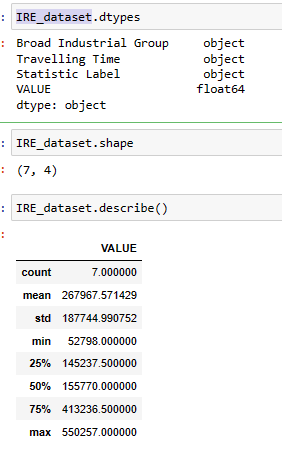 : IRE_dataset.dtypes
: Broad Industrial Group     object
Travelling Time            object
Statistic Label            object
VALUE                     float64
dtype: object
: IRE_dataset.shape
: (7, 4)
: IRE_dataset.describe()
:
VALUE
count 7.000000
mean 267967.571429
std 187744.990752
min 52798.000000
25% 145237.500000
50% 155770.000000
75% 413236.500000
max 550257.000000